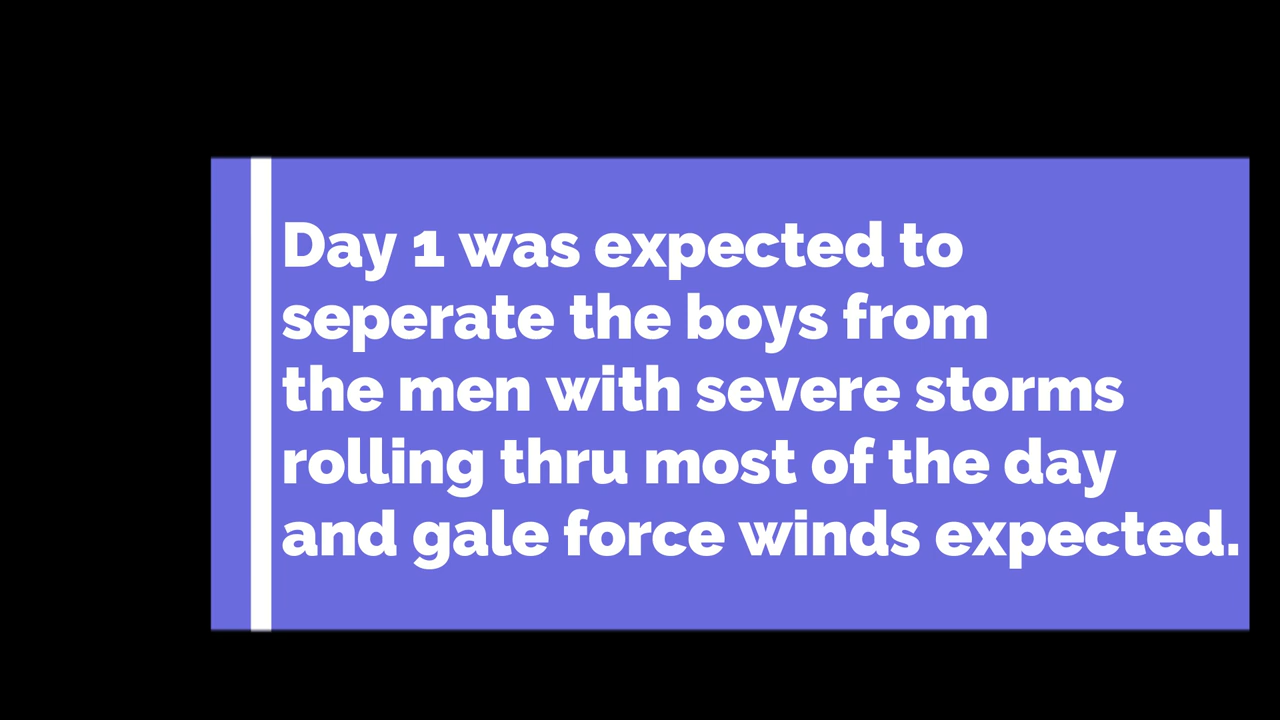 Day 1 was expected to
seperate the boys from
the men with severe storms
rolling thru most of the day
and gale force winds expected.